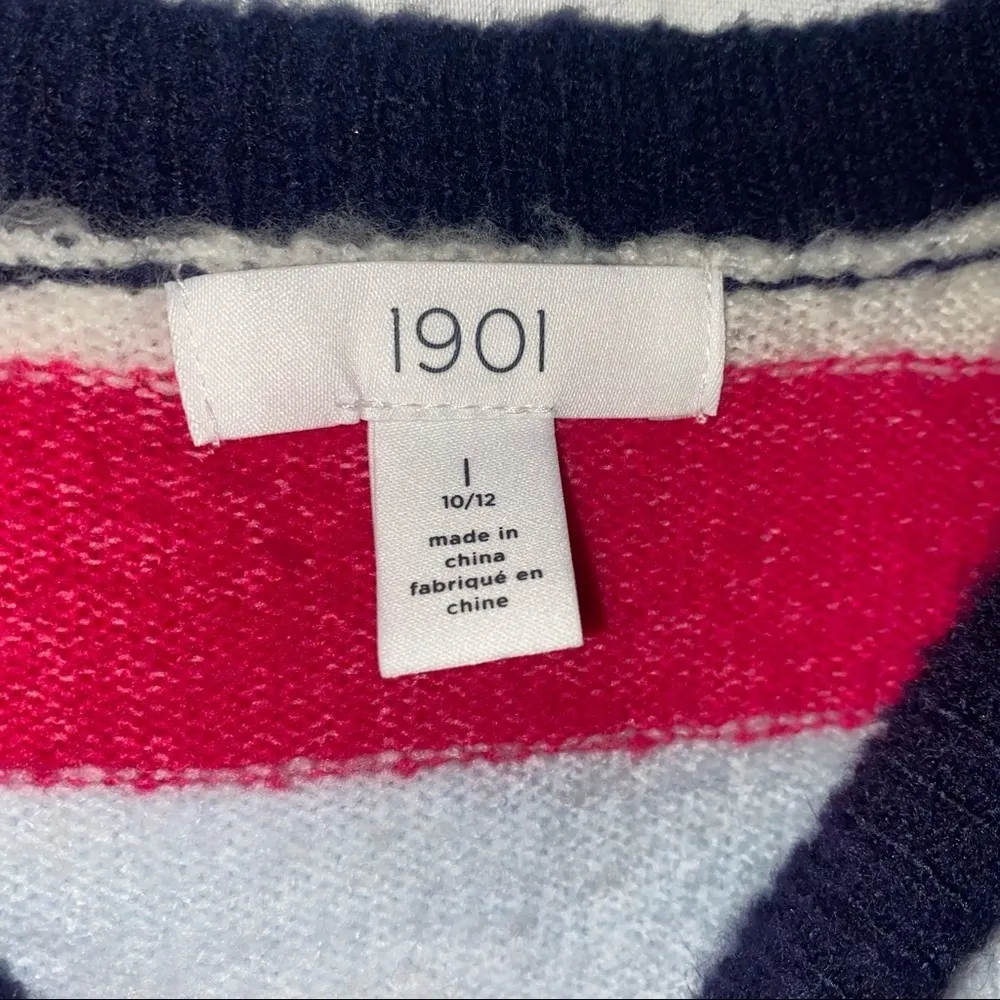 1901
l
10/12
made in
china
fabriqué en
chine